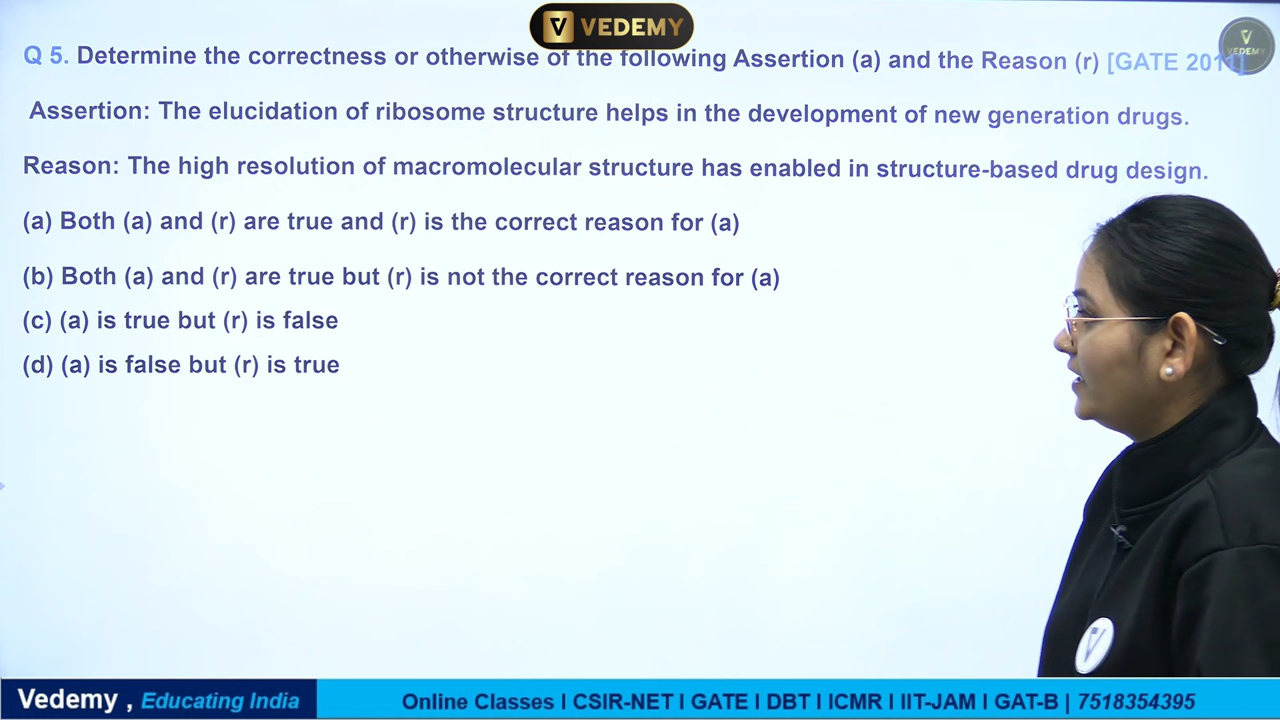 VEDEMY
Q 5. Determine the correctness or otherwise of the following Assertion (a) and the Reason (r) [GATE 2011]
VEDEMY
Assertion: The elucidation of ribosome structure helps in the development of new generation drugs.
Reason: The high resolution of macromolecular structure has enabled in structure-based drug design.
(a) Both (a) and (r) are true and (r) is the correct reason for (a)
(b) Both (a) and (r) are true but (r) is not the correct reason for (a)
(c) (a) is true but (r) is false
(d) (a) is false but (r) is true
Vedemy , Educating India
Online Classes I CSIR-NET I GATE I DBT I ICMR I IIT-JAM I GAT-B | 7518354395